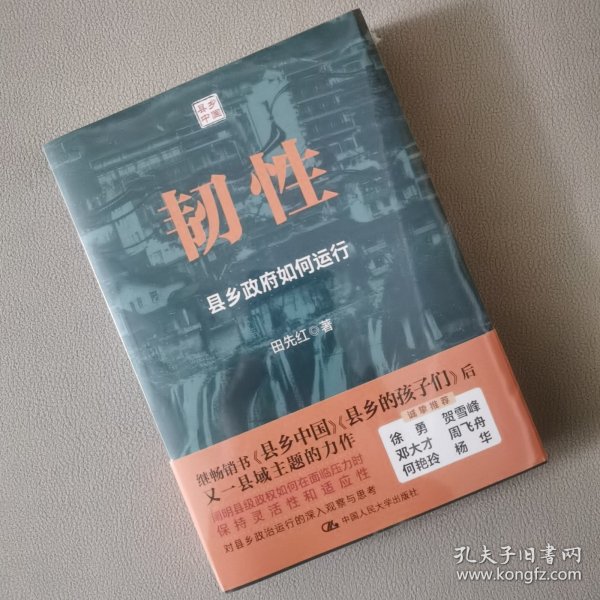 县乡
中国
韧性
县乡政府如何运行
田先红◎著
继畅销书《县乡中国》《县乡的孩子们》后
又一县域主题的力作
阐明县级政权如何在面临压力时
保持灵活性和适应性
对县乡政治运行的深入观察与思考
诚挚推荐
徐勇 贺雪峰
邓大才 周飞舟
何艳玲 杨华
中国人民大学出版社
孔夫子旧书网
www.kongfz.com